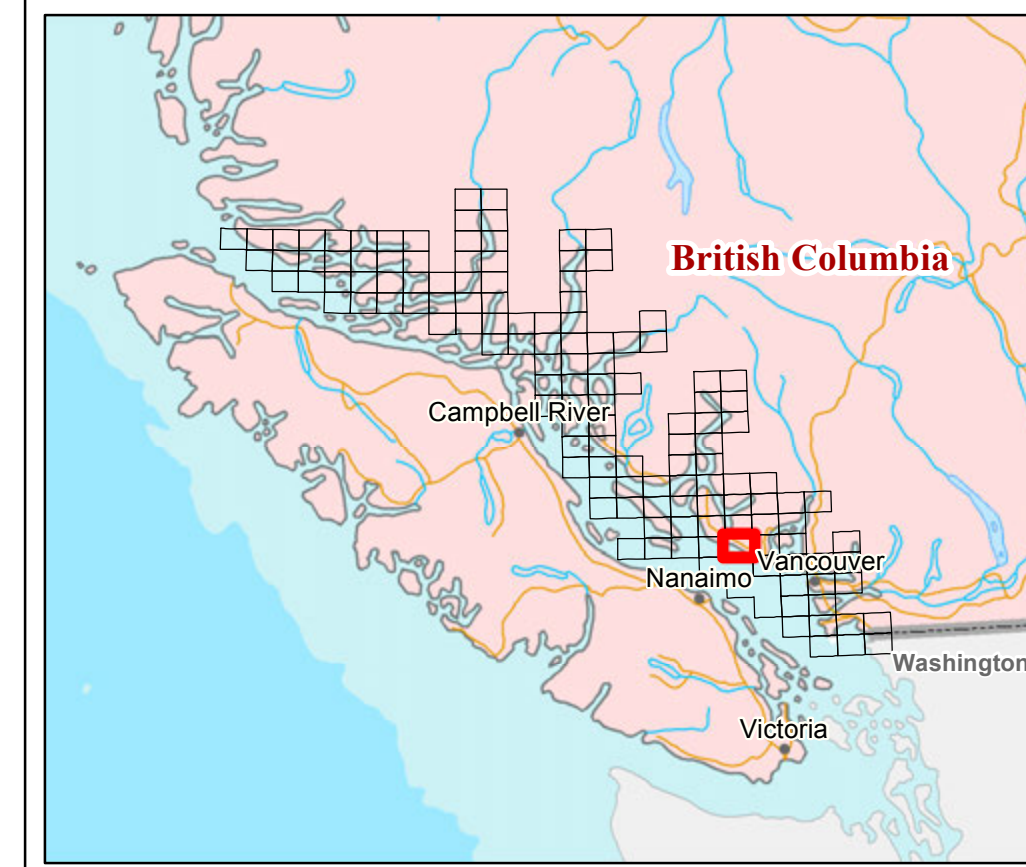 British Columbia
Campbell River
Vancouver
Nanaimo
Washington
Victoria